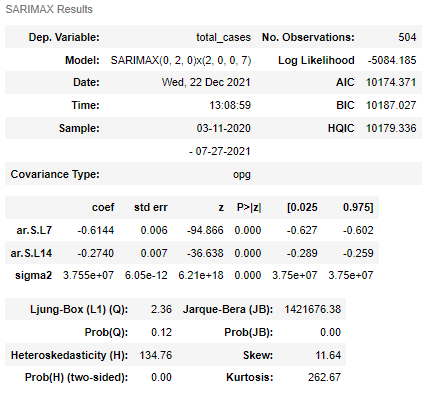 SARIMAX Results
Dep. Variable: total_cases No. Observations: 504
Model: SARIMAX(0, 2, 0)x(2, 0, 0, 7) Log Likelihood -5084.185
Date: Wed, 22 Dec 2021 AIC 10174.371
Time: 13:08:59 BIC 10187.027
Sample: 03-11-2020 HQIC 10179.336
- 07-27-2021
Covariance Type: opg
coef std err z P>|z| [0.025 0.975]
ar.S.L7 -0.6144 0.006 -94.866 0.000 -0.627 -0.602
ar.S.L14 -0.2740 0.007 -36.638 0.000 -0.289 -0.259
sigma2 3.755e+07 6.05e-12 6.21e+18 0.000 3.75e+07 3.75e+07
Ljung-Box (L1) (Q): 2.36 Jarque-Bera (JB): 1421676.38
Prob(Q): 0.12 Prob(JB): 0.00
Heteroskedasticity (H): 134.76 Skew: 11.64
Prob(H) (two-sided): 0.00 Kurtosis: 262.67